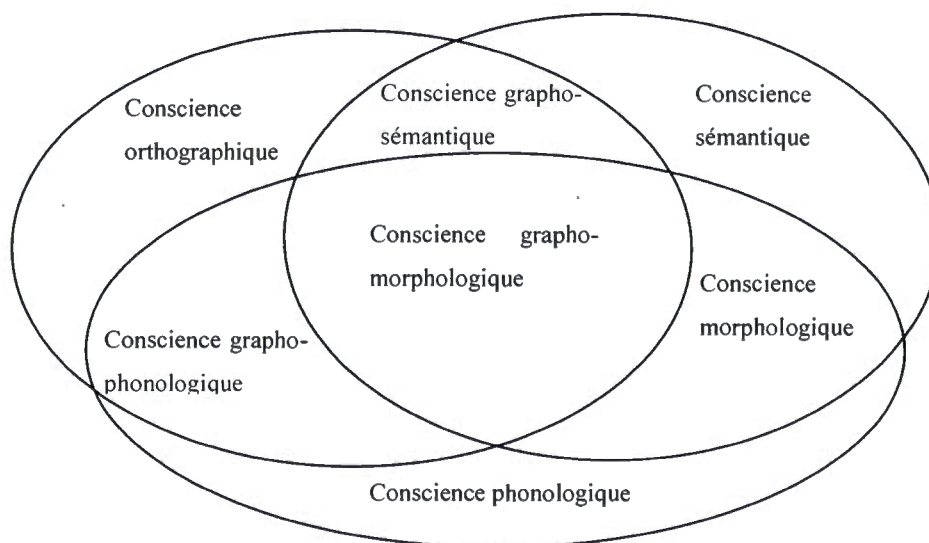 Conscience
orthographique
Conscience grapho-
sémantique
Conscience
sémantique
Conscience grapho-
morphologique
Conscience
morphologique
Conscience grapho-
phonologique
Conscience phonologique